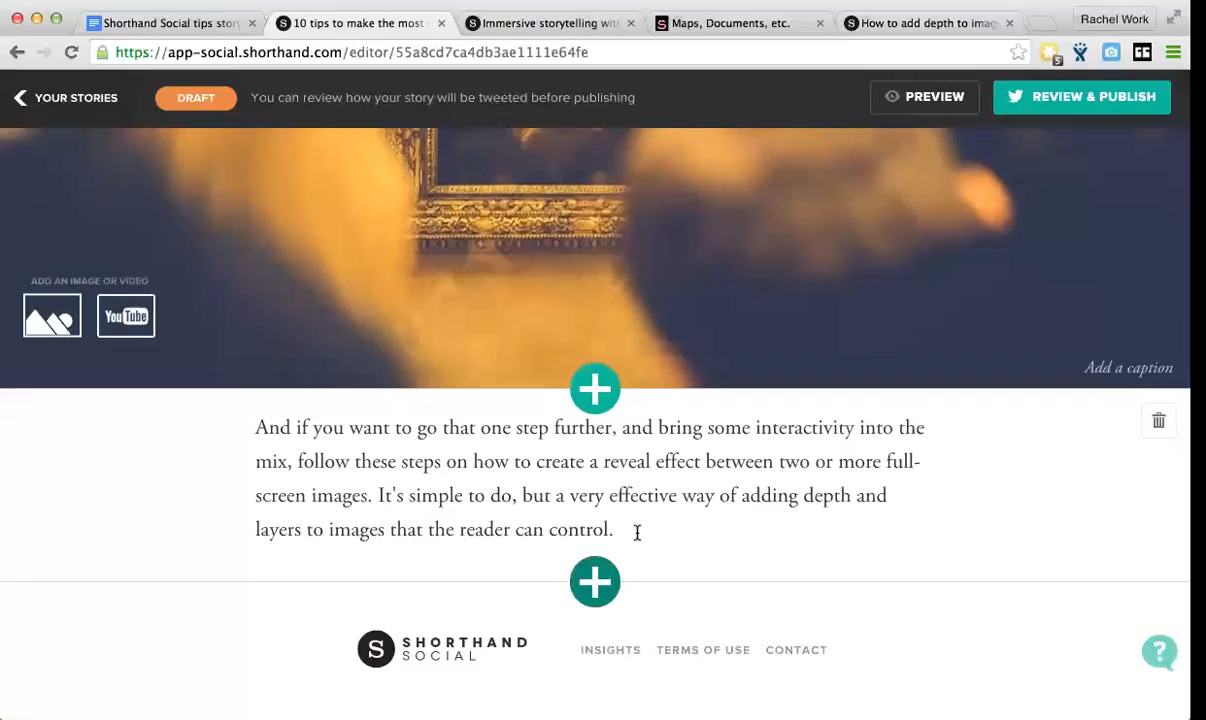 Shorthand Social tips stor
10 tips to make the most
Immersive storytelling wit
Maps, Documents, etc.
How to add depth to imag
Rachel Work
https://app-social.shorthand.com/editor/55a8cd7ca4db3ae1111e64fe
YOUR STORIES
DRAFT
You can review how your story will be tweeted before publishing
PREVIEW
REVIEW & PUBLISH
ADD AN IMAGE OR VIDEO
YouTube
Add a caption
And if you want to go that one step further, and bring some interactivity into the
mix, follow these steps on how to create a reveal effect between two or more full-
screen images. It's simple to do, but a very effective way of adding depth and
layers to images that the reader can control.
S SHORTHAND
SOCIAL
INSIGHTS
TERMS OF USE
CONTACT
?